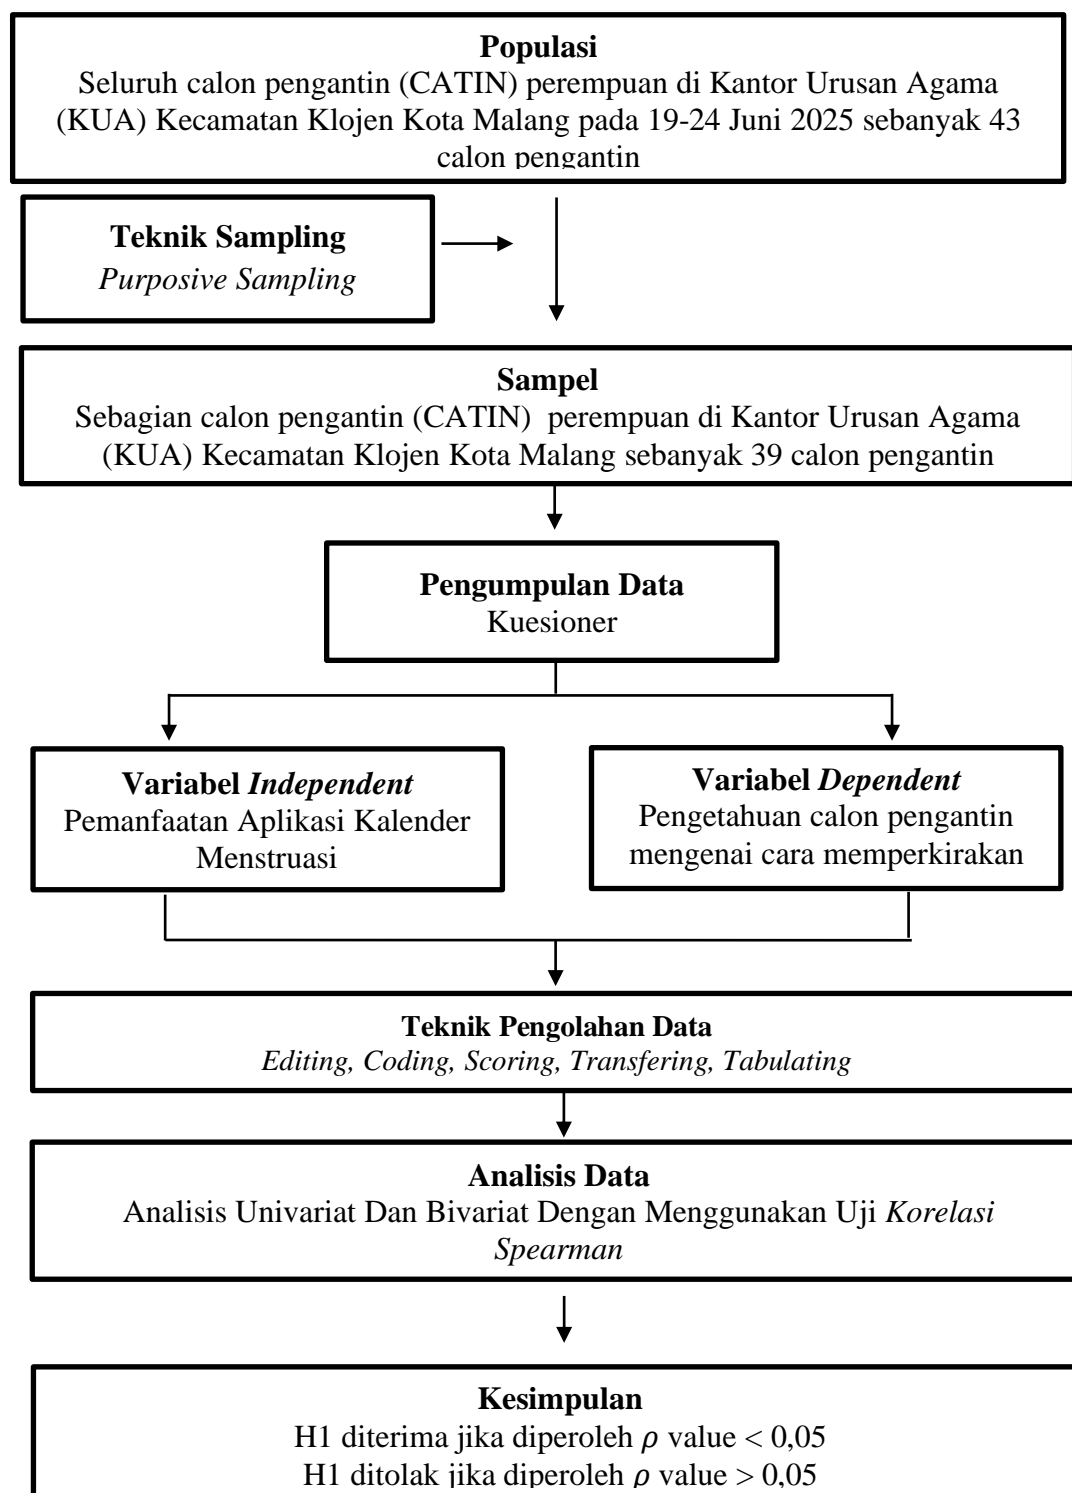 Populasi
Seluruh calon pengantin (CATIN) perempuan di Kantor Urusan Agama
(KUA) Kecamatan Klojen Kota Malang pada 19-24 Juni 2025 sebanyak 43
calon pengantin
Teknik Sampling
Purposive Sampling
Sampel
Sebagian calon pengantin (CATIN) perempuan di Kantor Urusan Agama
(KUA) Kecamatan Klojen Kota Malang sebanyak 39 calon pengantin
Pengumpulan Data
Kuesioner
Variabel Independent
Pemanfaatan Aplikasi Kalender
Menstruasi
Variabel Dependent
Pengetahuan calon pengantin
mengenai cara memperkirakan
Teknik Pengolahan Data
Editing, Coding, Scoring, Transfering, Tabulating
Analisis Data
Analisis Univariat Dan Bivariat Dengan Menggunakan Uji Korelasi
Spearman
Kesimpulan
H1 diterima jika diperoleh ρ value < 0,05
H1 ditolak jika diperoleh ρ value > 0,05